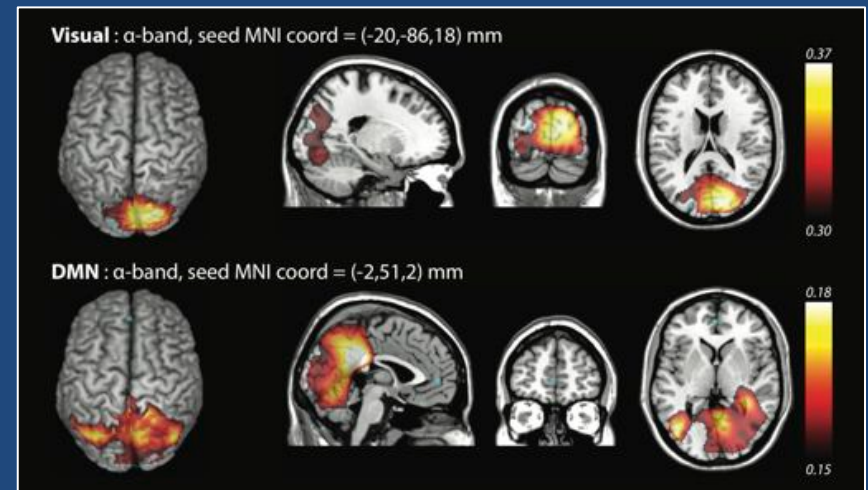 Visual : α-band, seed MNI coord = (-20,-86,18) mm
0.37
0.30
DMN : α-band, seed MNI coord = (-2,51,2) mm
0.18
0.15